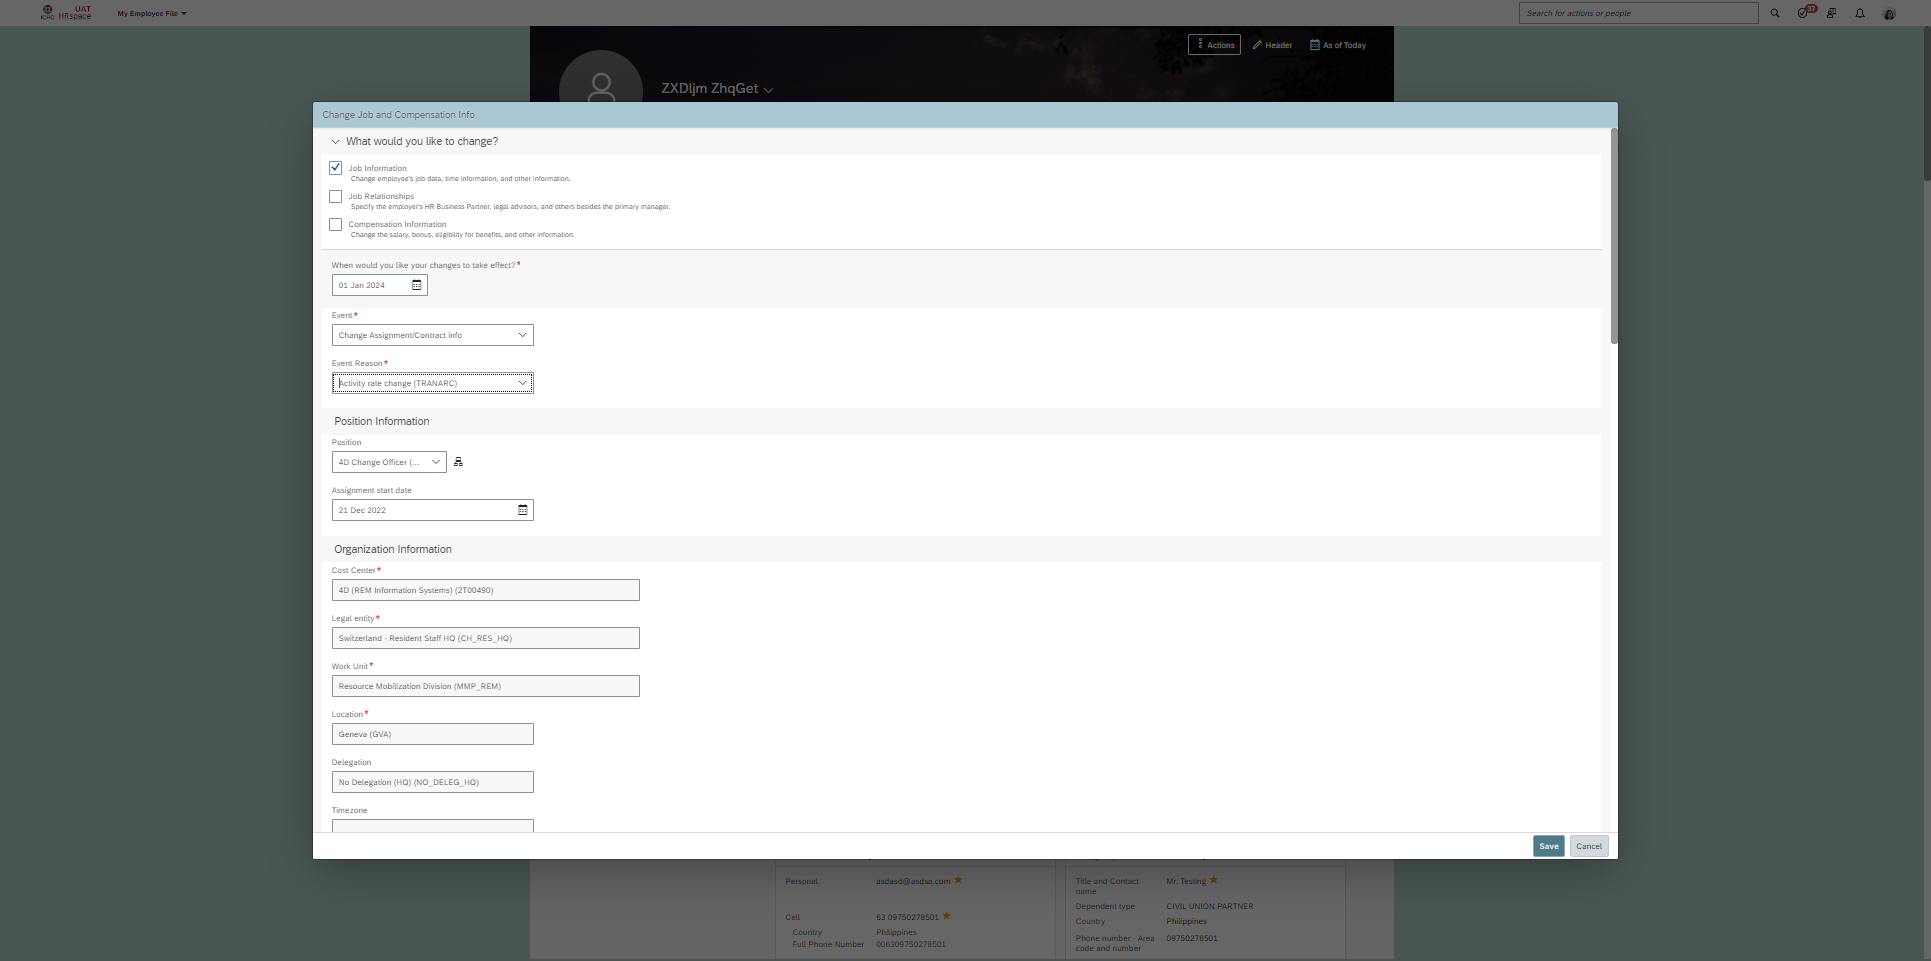 ICRC
UAT
HRspace
My Employee File
Search for actions or people
37
Actions
Header
As of Today
ZXDljm ZhqGet
Change Job and Compensation Info
What would you like to change?
Job Information
Change employee's job data, time information, and other information.
Job Relationships
Specify the employer's HR Business Partner, legal advisors, and others besides the primary manager.
Compensation Information
Change the salary, bonus, eligibility for benefits, and other information.
When would you like your changes to take effect?*
01 Jan 2024
Event*
Change Assignment/Contract info
Event Reason*
Activity rate change (TRANARC)
Position Information
Position
4D Change Officer (...
Assignment start date
21 Dec 2022
Organization Information
Cost Center*
4D (REM Information Systems) (2T00490)
Legal entity*
Switzerland - Resident Staff HQ (CH_RES_HQ)
Work Unit*
Resource Mobilization Division (MMP_REM)
Location*
Geneva (GVA)
Delegation
No Delegation (HQ) (NO_DELEG_HQ)
Timezone
Save
Cancel
Personal
asdasd@asdsa.com
Cell
63 09750278501
Country
Philippines
Full Phone Number
006309750278501
Title and Contact name
Mr. Testing
Dependent type
CIVIL UNION PARTNER
Country
Philippines
Phone number - Area code and number
09750278501